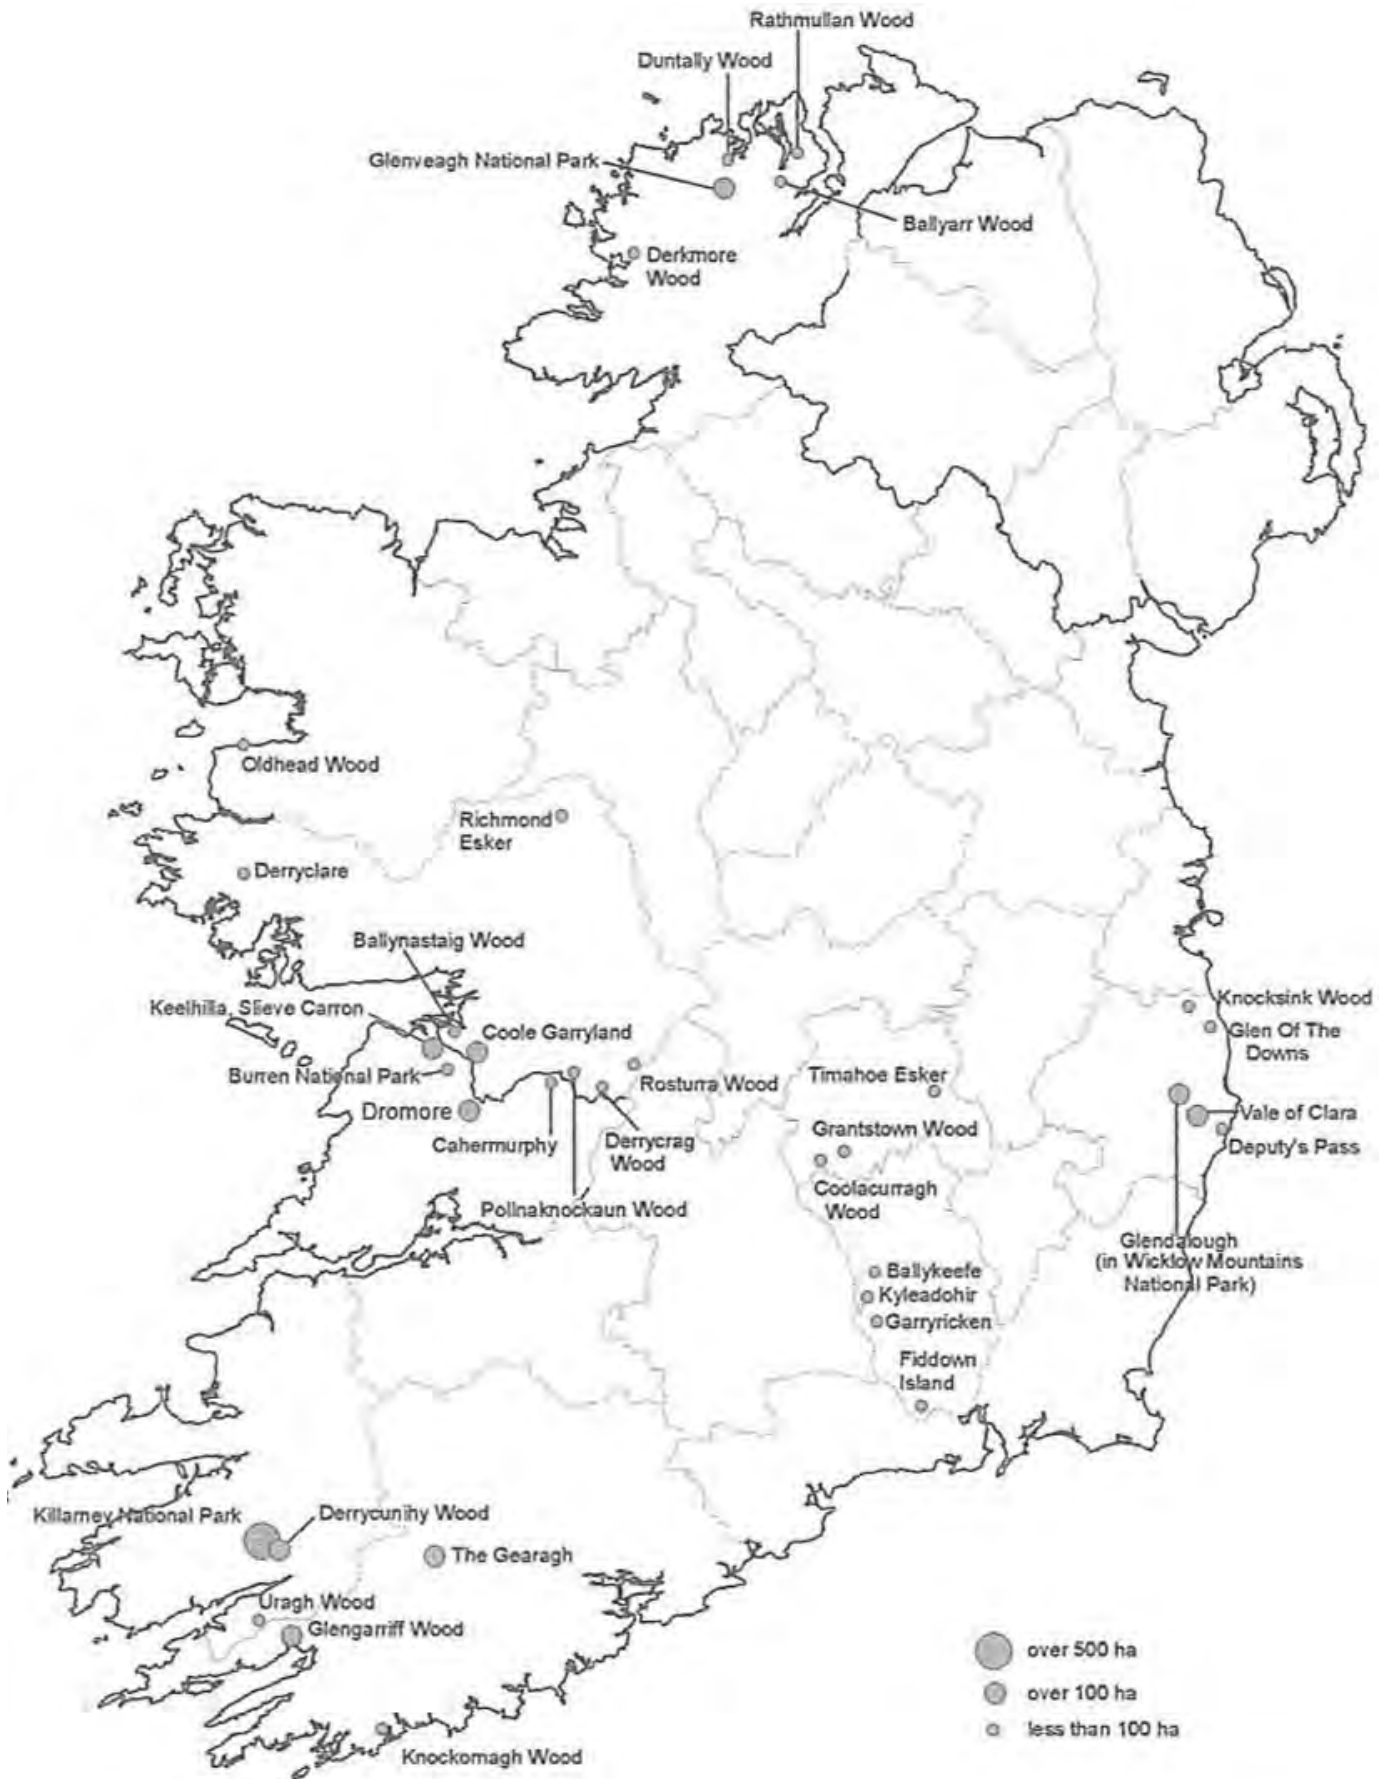 Rathmullan Wood
Duntally Wood
Glenveagh National Park
Ballyarr Wood
Derkmore
Wood
Oldhead Wood
Richmond
Esker
Derryclare
Ballynastaig Wood
Keelhilla, Slieve Carron
Coole Garryland
Burren National Park
Dromore
Cahermurphy
Derrycrag
Wood
Pollnaknockaun Wood
Rosturra Wood
Timahoe Esker
Grantstown Wood
Coolacurragh
Wood
Knocksink Wood
Glen Of The
Downs
Vale of Clara
Deputy's Pass
Glendalough
(in Wicklow Mountains
National Park)
Ballykeefe
Kyleadohir
Garryricken
Fiddown
Island
Killarney National Park
Derrycunihy Wood
The Gearagh
Uragh Wood
Glengarriff Wood
Knockomagh Wood
over 500 ha
over 100 ha
less than 100 ha